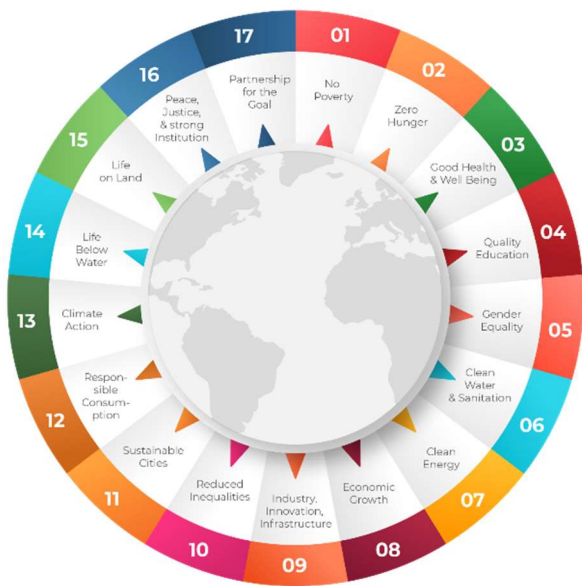 01
No
Poverty
02
Zero
Hunger
03
Good Health
& Well Being
04
Quality
Education
05
Gender
Equality
06
Clean
Water
& Sanitation
07
Clean
Energy
08
Economic
Growth
09
Industry,
Innovation,
Infrastructure
10
Reduced
Inequalities
11
Sustainable
Cities
12
Respon-
sible
Consum-
ption
13
Climate
Action
14
Life
Below
Water
15
Life
on Land
16
Peace,
Justice,
& strong
Institution
17
Partnership
for the
Goal